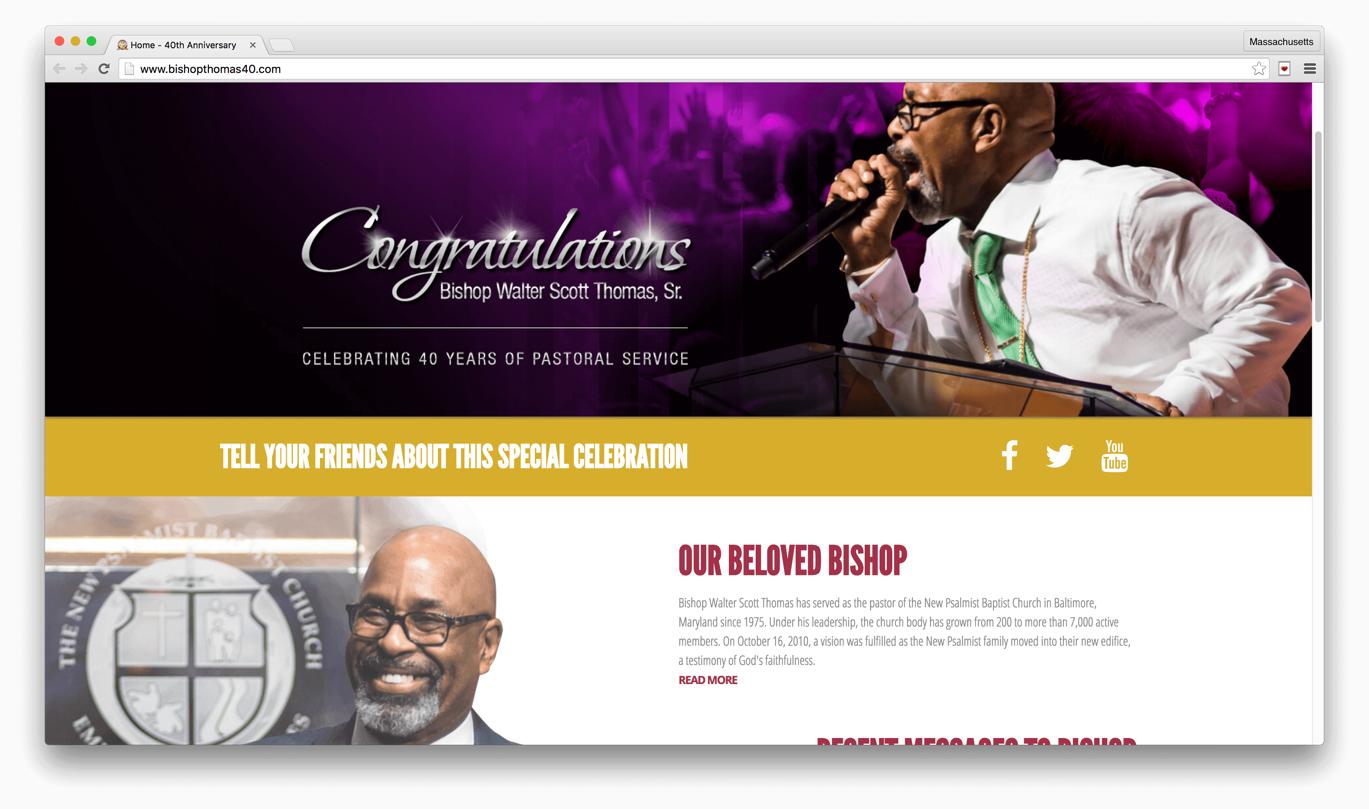 Home - 40th Anniversary
Massachusetts
www.bishopthomas40.com
Congratulations
Bishop Walter Scott Thomas, Sr.
CELEBRATING 40 YEARS OF PASTORAL SERVICE
TELL YOUR FRIENDS ABOUT THIS SPECIAL CELEBRATION
You
Tube
THE NEW PSALMIST BAPTIST CHURCH
OUR BELOVED BISHOP
Bishop Walter Scott Thomas has served as the pastor of the New Psalmist Baptist Church in Baltimore,
Maryland since 1975. Under his leadership, the church body has grown from 200 to more than 7,000 active
members. On October 16, 2010, a vision was fulfilled as the New Psalmist family moved into their new edifice,
a testimony of God's faithfulness.
READ MORE
RECENT MESSAGES TO BISHOP